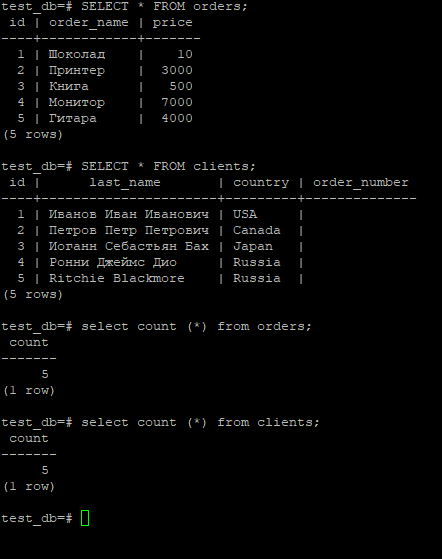 test_db=# SELECT * FROM orders;
 id | order_name | price
----+------------+-------
  1 | Шоколад    |    10
  2 | Принтер    |  3000
  3 | Книга      |   500
  4 | Монитор    |  7000
  5 | Гитара     |  4000
(5 rows)

test_db=# SELECT * FROM clients;
 id |      last_name       | country | order_number
----+----------------------+---------+--------------
  1 | Иванов Иван Иванович | USA     |
  2 | Петров Петр Петрович | Canada  |
  3 | Иоганн Себастьян Бах | Japan   |
  4 | Ронни Джеймс Дио     | Russia  |
  5 | Ritchie Blackmore    | Russia  |
(5 rows)

test_db=# select count (*) from orders;
 count
-------
     5
(1 row)

test_db=# select count (*) from clients;
 count
-------
     5
(1 row)

test_db=#